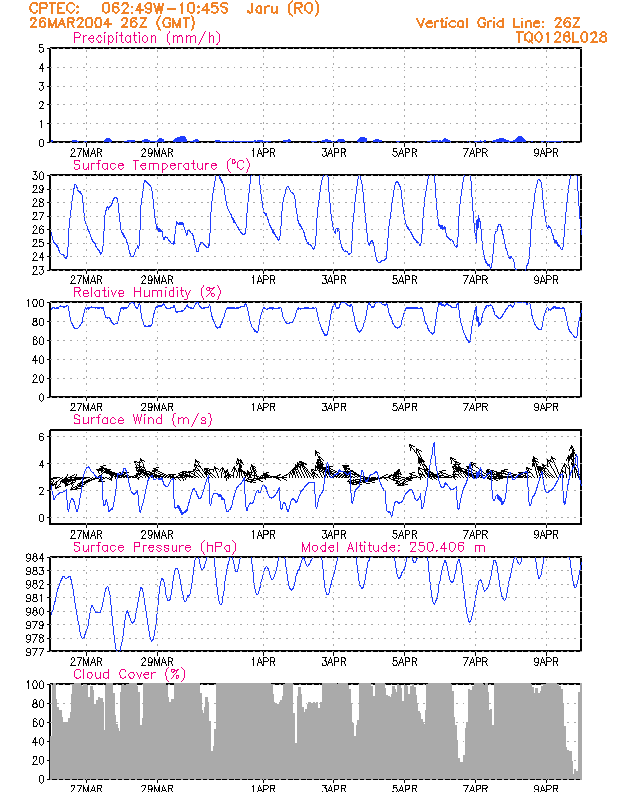 CPTEC: 062:49W-10:45S Jaru (RO)
26MAR2004 26Z (GMT) Vertical Grid Line: 26Z
Precipitation (mm/h) TQ0126L028
5
4
3
2
1
0
27MAR 29MAR 1APR 3APR 5APR 7APR 9APR
Surface Temperature (°C)
30
29
28
27
26
25
24
23
27MAR 29MAR 1APR 3APR 5APR 7APR 9APR
Relative Humidity (%)
100
80
60
40
20
0
27MAR 29MAR 1APR 3APR 5APR 7APR 9APR
Surface Wind (m/s)
6
4
2
0
27MAR 29MAR 1APR 3APR 5APR 7APR 9APR
Surface Pressure (hPa) Model Altitude: 250.406 m
984
983
982
981
980
979
978
977
27MAR 29MAR 1APR 3APR 5APR 7APR 9APR
Cloud Cover (%)
100
80
60
40
20
0
27MAR 29MAR 1APR 3APR 5APR 7APR 9APR